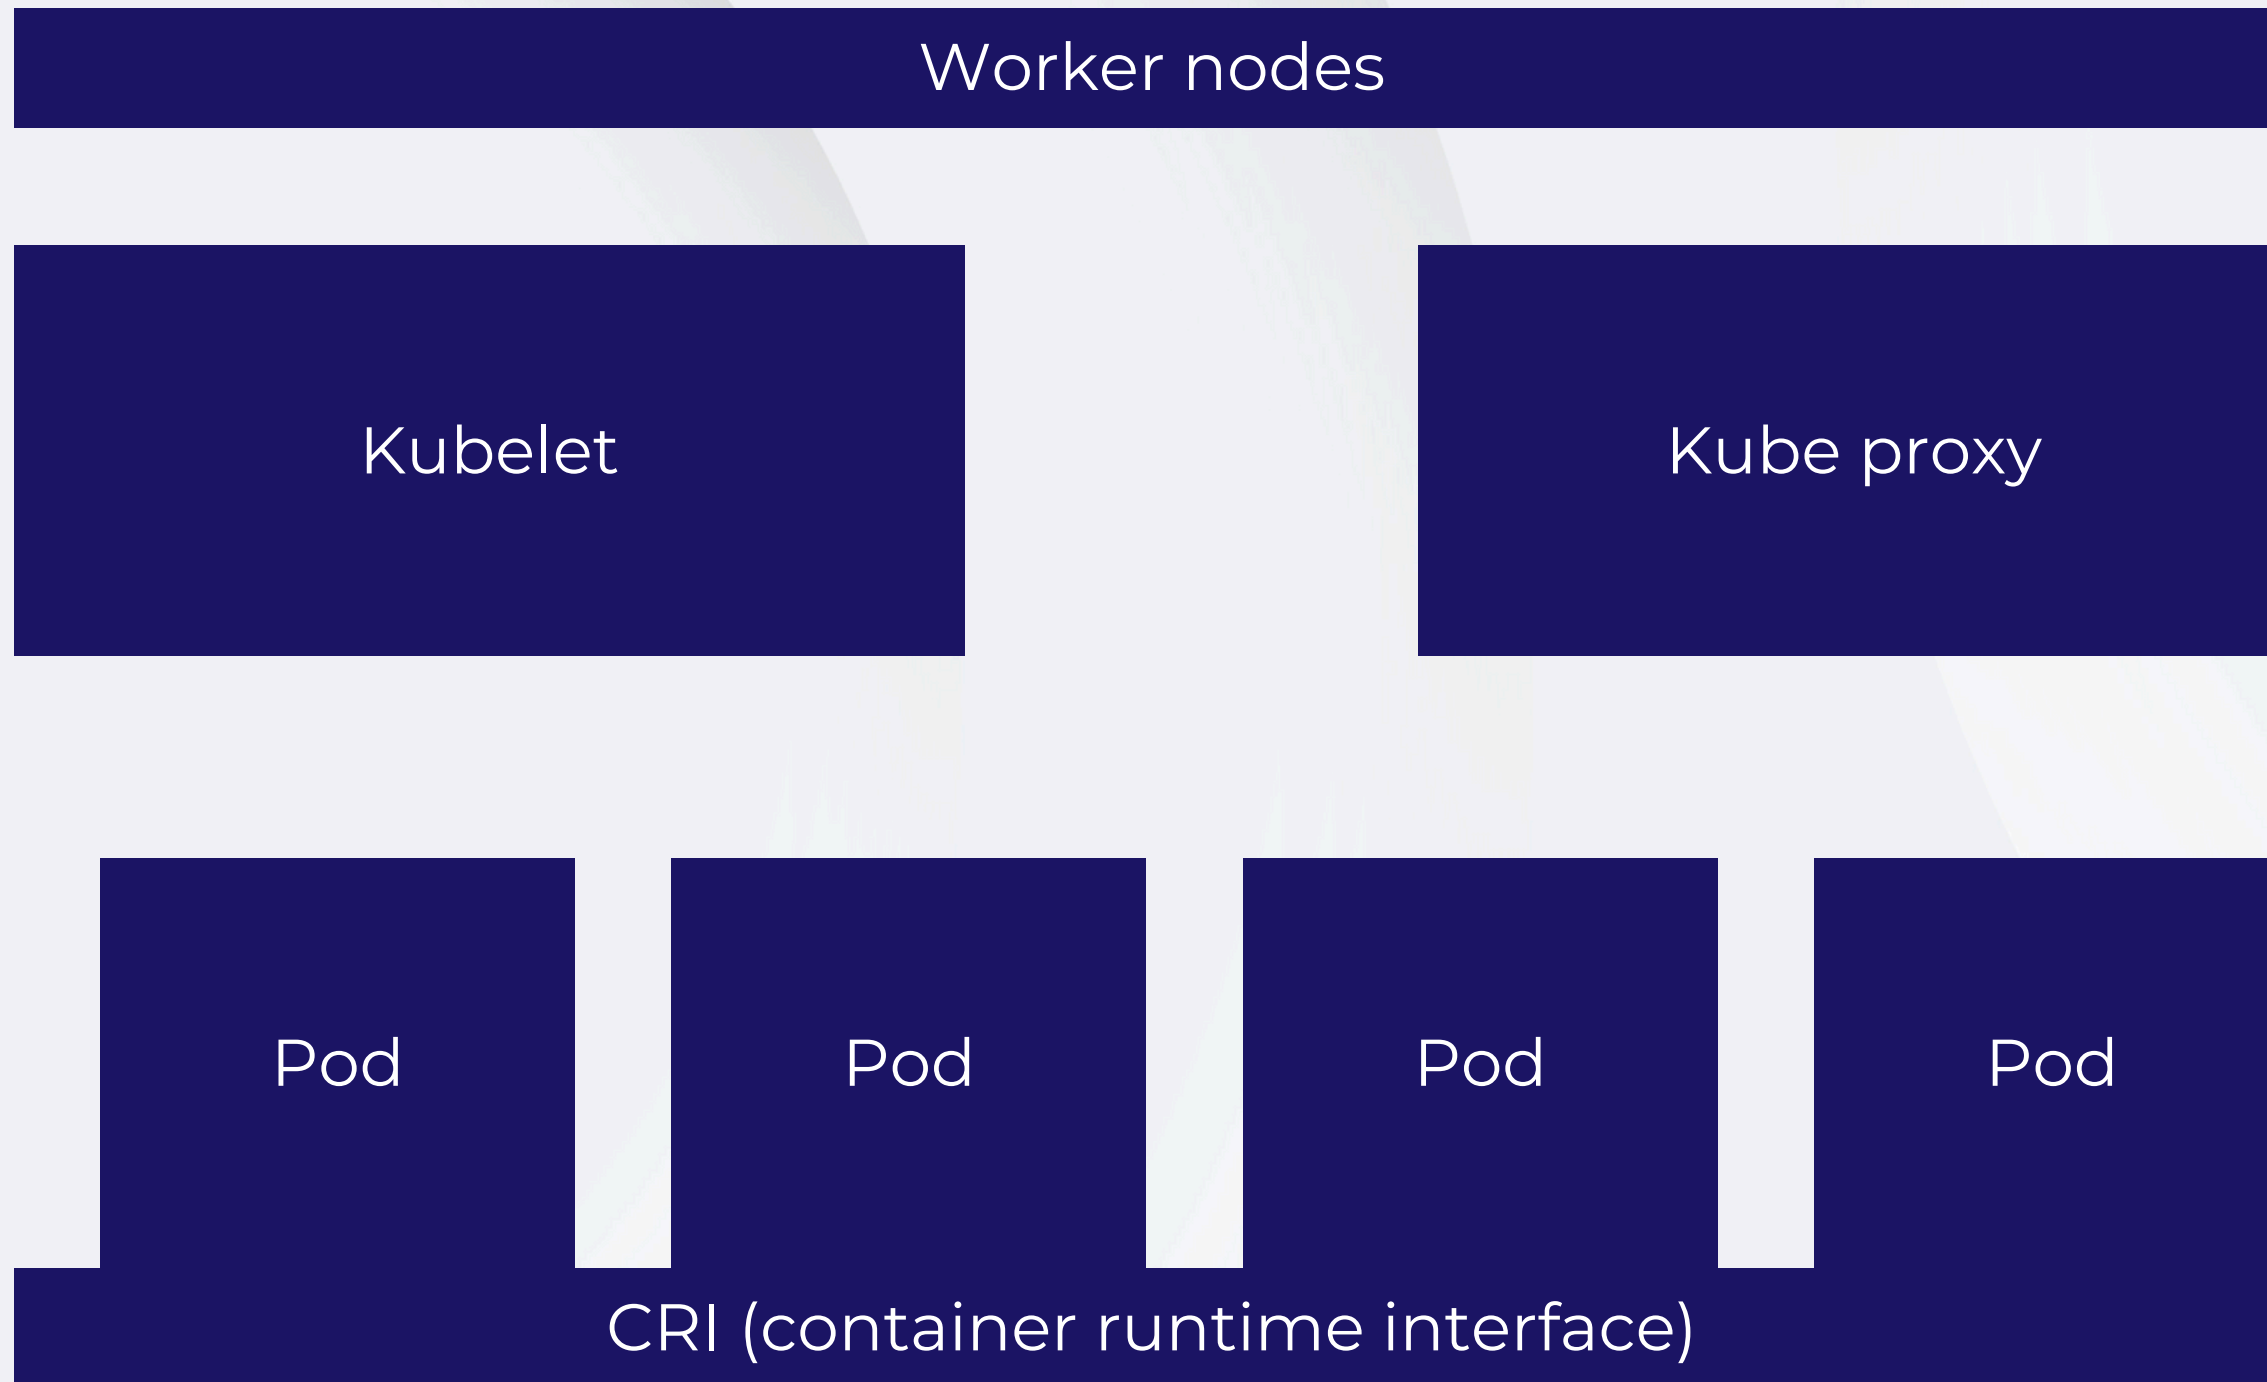 Worker nodes
Kubelet
Kube proxy
Pod
Pod
Pod
Pod
CRI (container runtime interface)